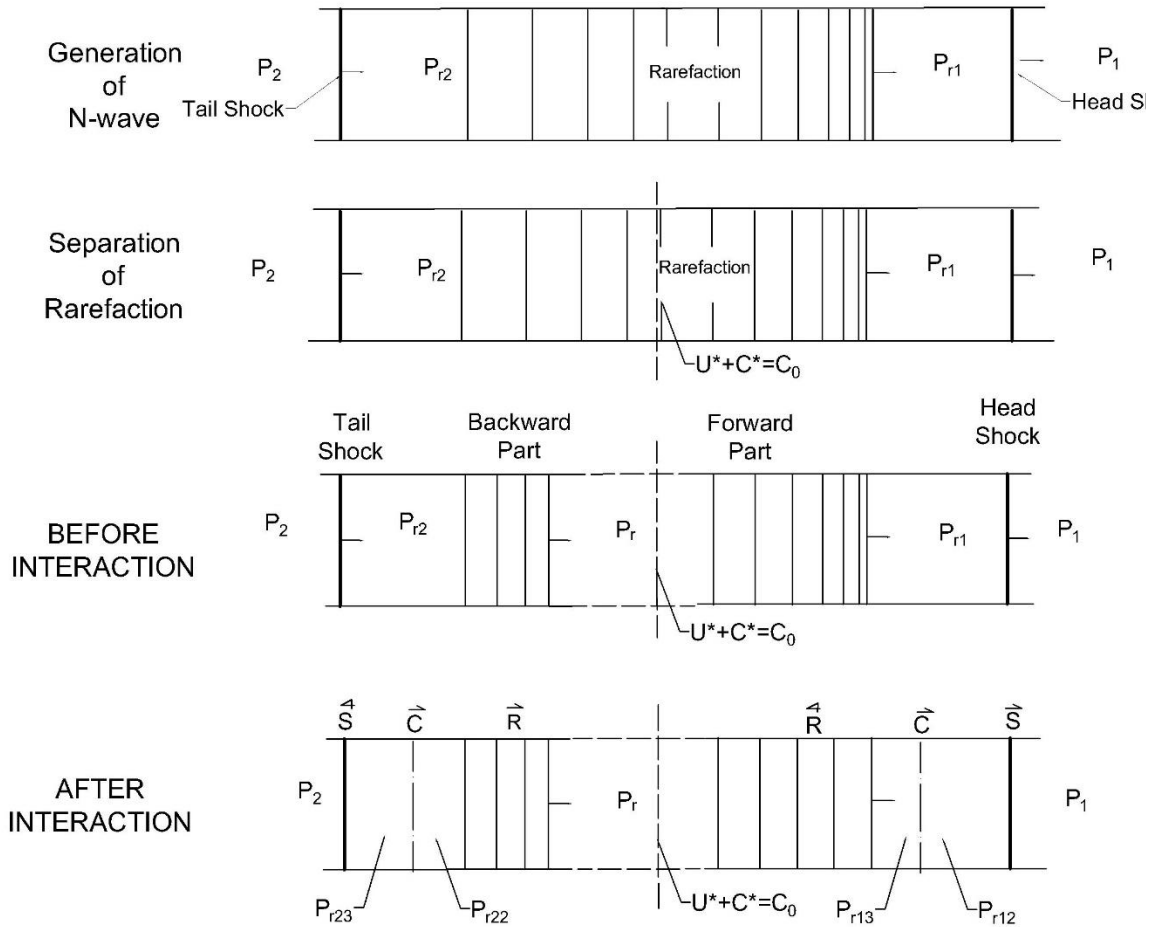 Generation
of
N-wave
P2
Tail Shock
Pr2
Rarefaction
Pr1
P1
Head S
Separation
of
Rarefaction
P2
Pr2
Rarefaction
Pr1
P1
U*+C*=C0
Tail
Shock
Backward
Part
Forward
Part
Head
Shock
BEFORE
INTERACTION
P2
Pr2
Pr
Pr1
P1
U*+C*=C0
S
C
R
R
C
S
AFTER
INTERACTION
P2
Pr
P1
Pr23
Pr22
U*+C*=C0
Pr13
Pr12